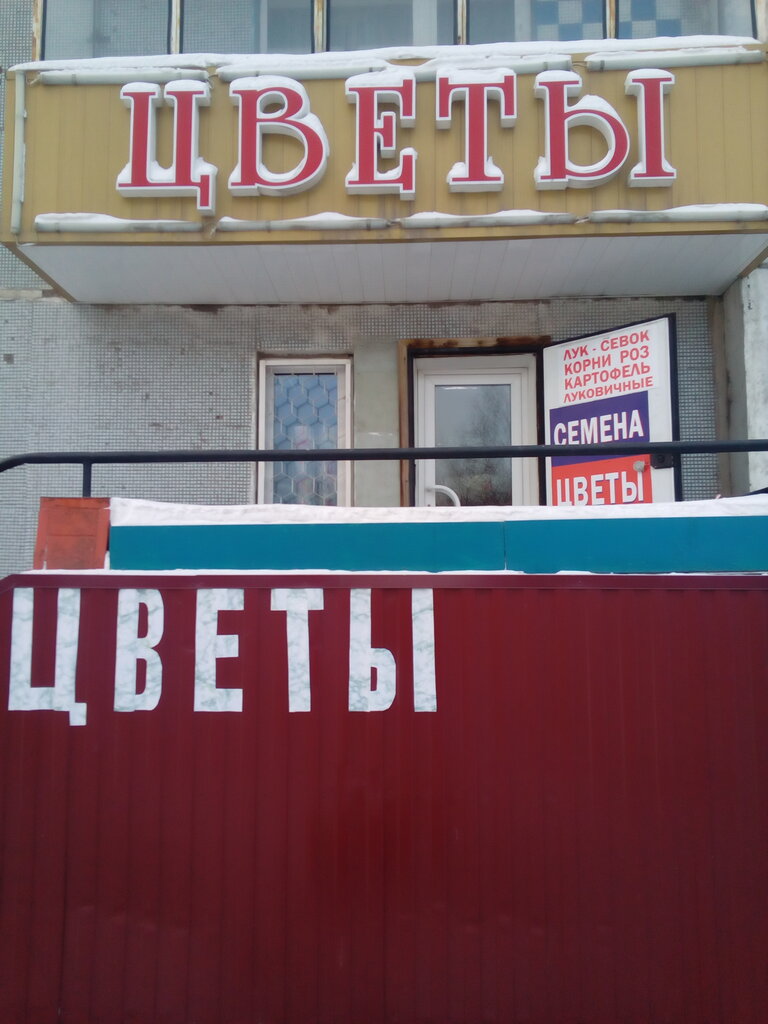 ЦВЕТЫ
ЛУК - СЕВОК
КОРНИ РОЗ
КАРТОФЕЛЬ
ЛУКОВИЧНЫЕ
СЕМЕНА
ЦВЕТЫ
ЦВЕТЫ